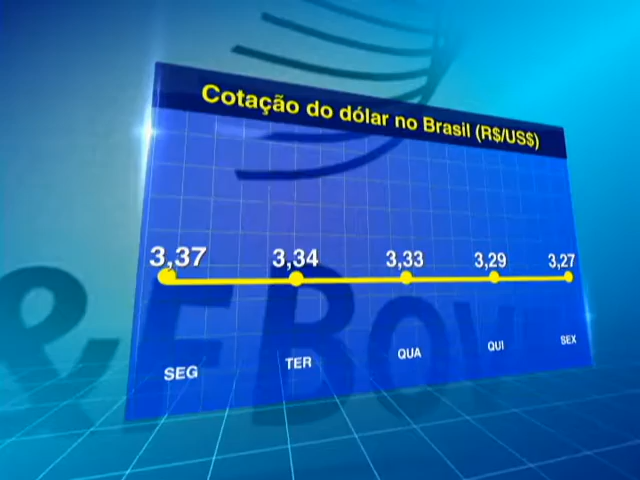 Cotação do dólar no Brasil (R$/US$)
3,37 3,34 3,33 3,29 3,27
SEG TER QUA QUI SEX
&FBOV